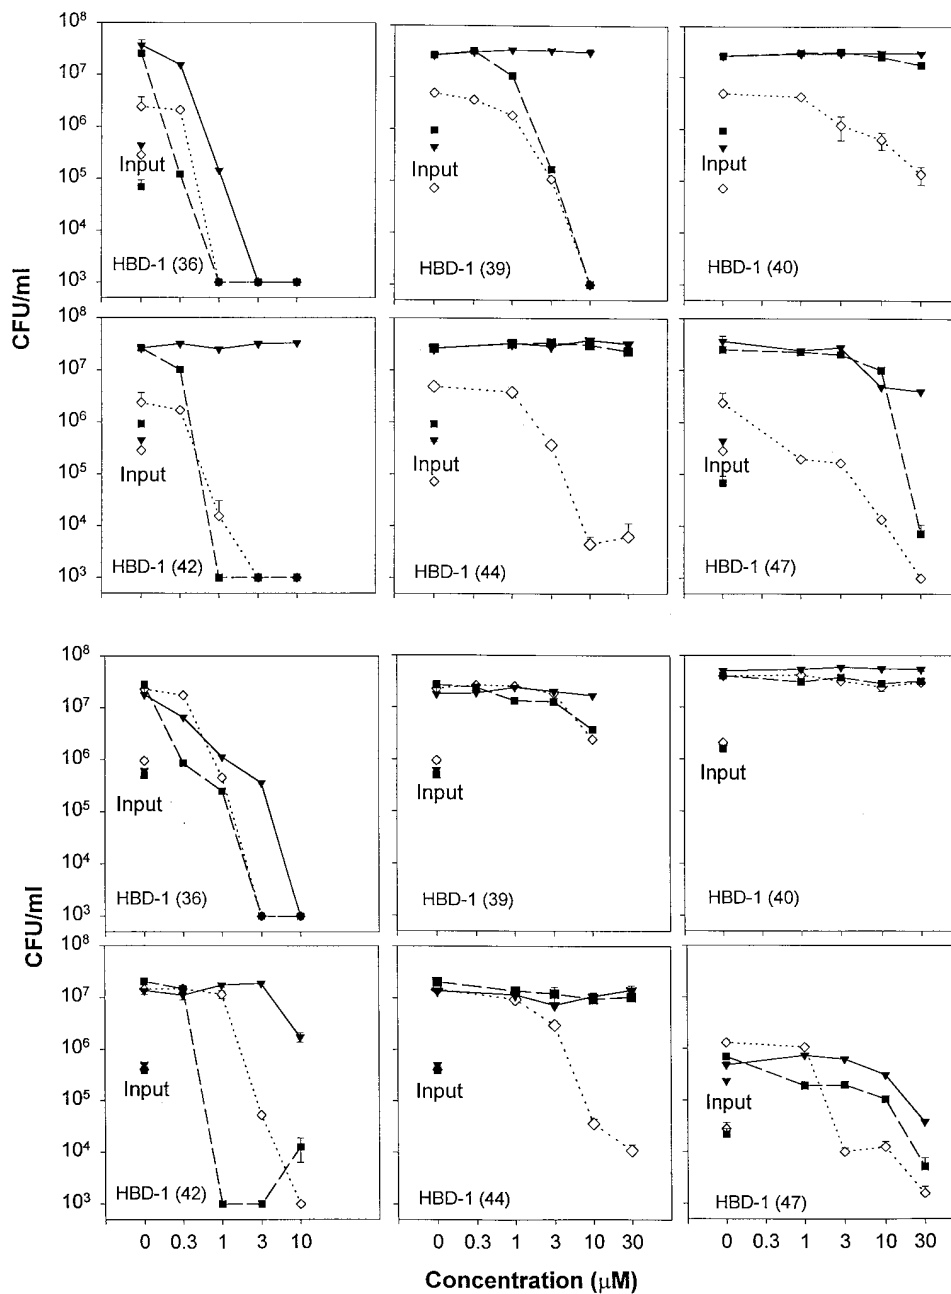 CFU/ml
10⁸
10⁷
10⁶
10⁵
10⁴
10³
Input
HBD-1 (36)
Input
HBD-1 (39)
Input
HBD-1 (40)
10⁸
10⁷
10⁶
10⁵
10⁴
10³
Input
HBD-1 (42)
Input
HBD-1 (44)
Input
HBD-1 (47)
CFU/ml
10⁸
10⁷
10⁶
10⁵
10⁴
10³
Input
HBD-1 (36)
Input
HBD-1 (39)
Input
HBD-1 (40)
10⁸
10⁷
10⁶
10⁵
10⁴
10³
Input
HBD-1 (42)
Input
HBD-1 (44)
Input
HBD-1 (47)
0 0.3 1 3 10
0 1 3 10 30
0 0.3 1 3 10 30
Concentration (μM)